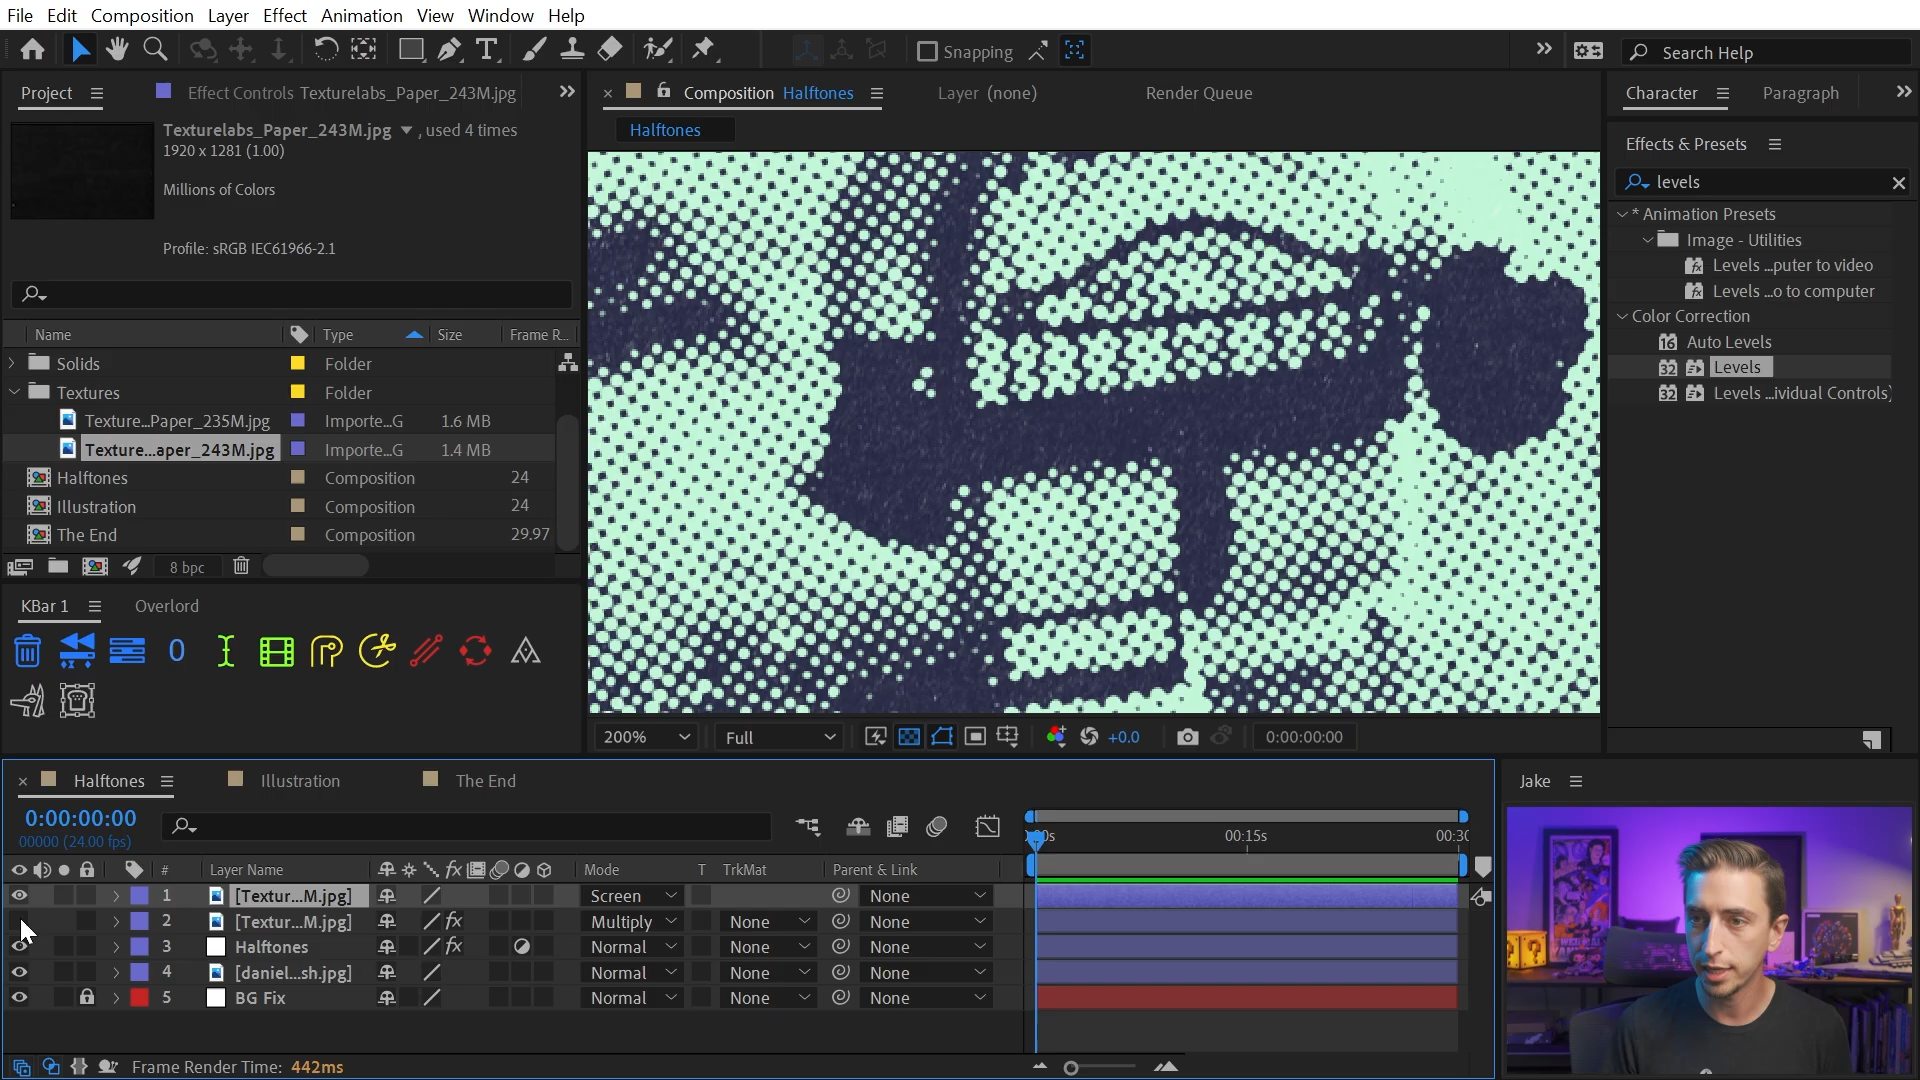 File Edit Composition Layer Effect Animation View Window Help
Snapping
Search Help
Project
Effect Controls Texturelabs_Paper_243M.jpg
Composition Halftones
Layer (none)
Render Queue
Character
Paragraph
Texturelabs_Paper_243M.jpg , used 4 times
1920 x 1281 (1.00)
Millions of Colors
Profile: sRGB IEC61966-2.1
Halftones
Effects & Presets
levels
* Animation Presets
Image - Utilities
Levels ...puter to video
Levels ...o to computer
Color Correction
16 Auto Levels
32 Levels
32 Levels ...ividual Controls)
Name Type Size Frame R...
Solids Folder
Textures Folder
Texture...Paper_235M.jpg Importe...G 1.6 MB
Texture...aper_243M.jpg Importe...G 1.4 MB
Halftones Composition 24
Illustration Composition 24
The End Composition 29.97
8 bpc
KBar 1
Overlord
0
200%
Full
+0.0
0:00:00:00
Halftones
Illustration
The End
Jake
0:00:00:00
00000 (24.00 fps)
00:15s
# Layer Name fx Mode T TrkMat Parent & Link
1 [Textur...M.jpg] Screen None
2 [Textur...M.jpg] fx Multiply None None
3 Halftones fx Normal None None
4 [daniel...sh.jpg] Normal None None
5 BG Fix Normal None None
Frame Render Time: 442ms